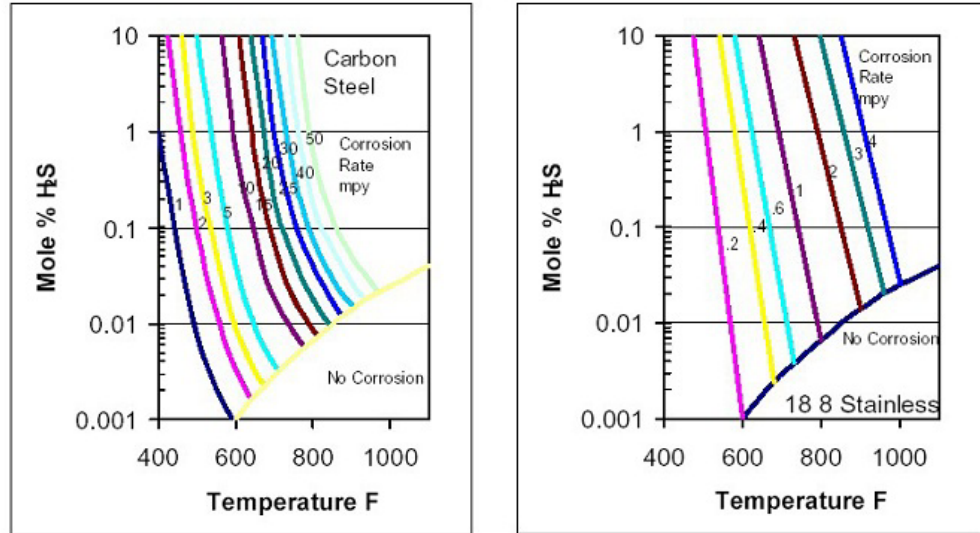 10
1
0.1
0.01
0.001
Mole % H2S
400 600 800 1000
Temperature F
Carbon
Steel
Corrosion
Rate
mpy
1
2
3
5
10
15
20
25
30
40
50
No Corrosion
10
1
0.1
0.01
0.001
Mole % H2S
400 600 800 1000
Temperature F
Corrosion
Rate
mpy
.2
.4
.6
1
2
3
4
No Corrosion
18 8 Stainless